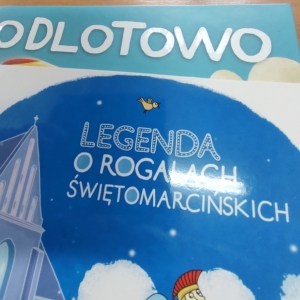 ODLOTOWO
LEGENDA
O ROGALACH
ŚWIĘTOMARCIŃSKICH